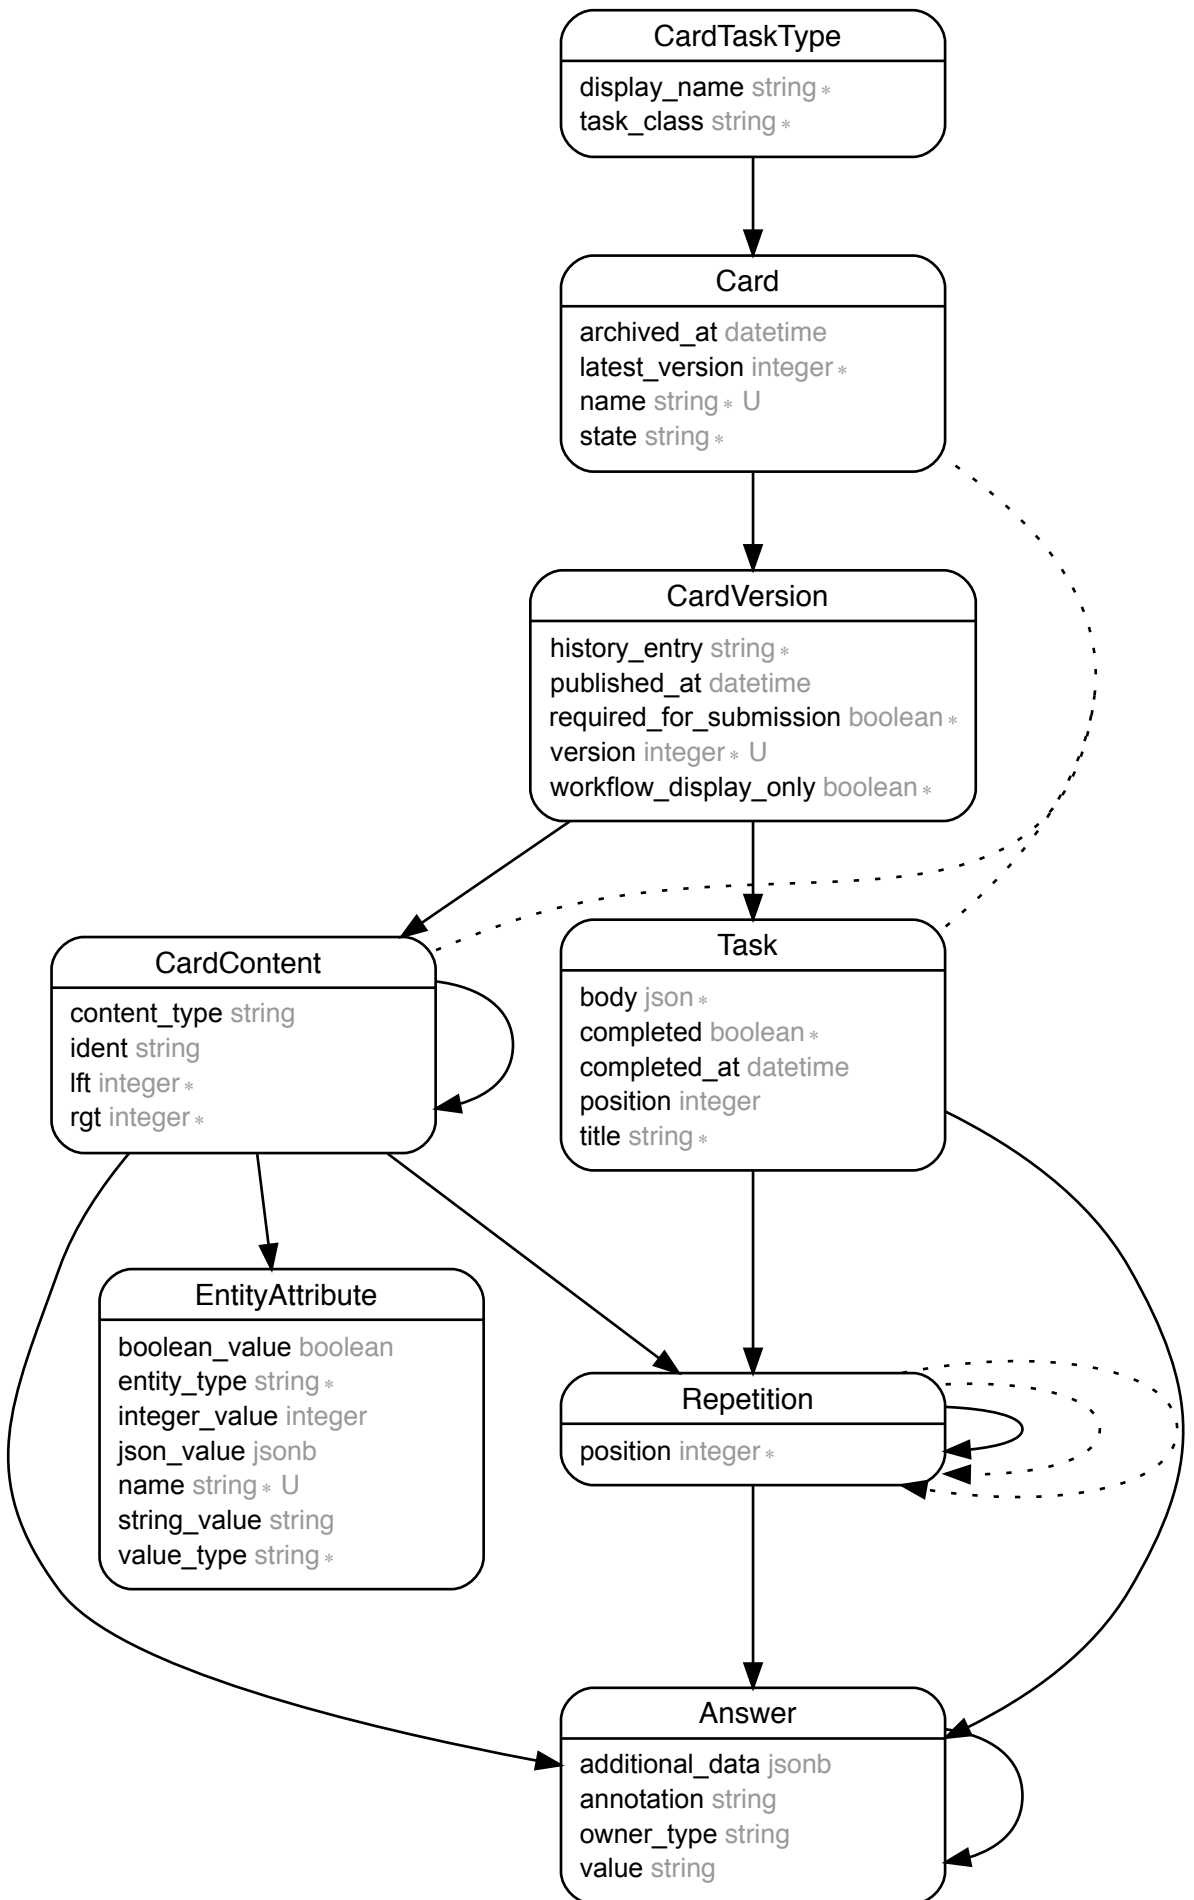 CardTaskType
display_name string *
task_class string *
Card
archived_at datetime
latest_version integer *
name string * U
state string *
CardVersion
history_entry string *
published_at datetime
required_for_submission boolean *
version integer * U
workflow_display_only boolean *
CardContent
content_type string
ident string
lft integer *
rgt integer *
Task
body json *
completed boolean *
completed_at datetime
position integer
title string *
EntityAttribute
boolean_value boolean
entity_type string *
integer_value integer
json_value jsonb
name string * U
string_value string
value_type string *
Repetition
position integer *
Answer
additional_data jsonb
annotation string
owner_type string
value string